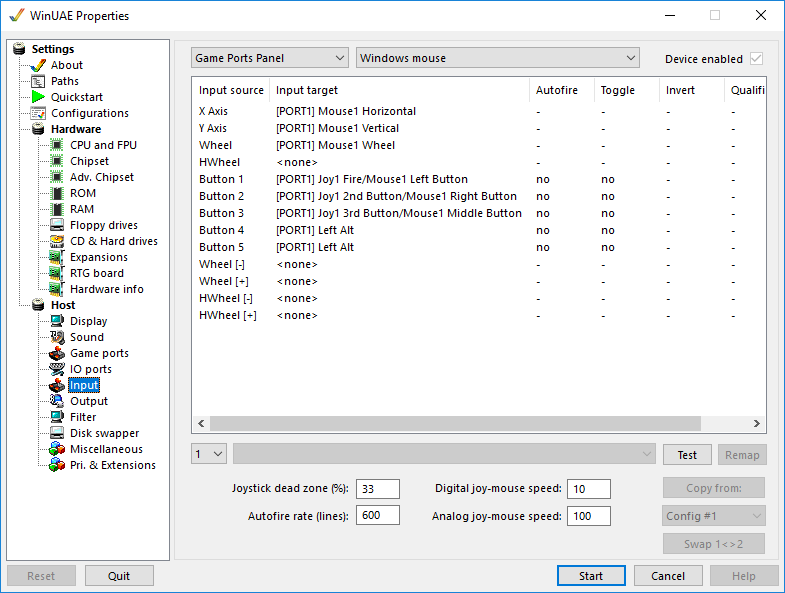 WinUAE Properties
Settings
About
Paths
Quickstart
Configurations
Hardware
CPU and FPU
Chipset
Adv. Chipset
ROM
RAM
Floppy drives
CD & Hard drives
Expansions
RTG board
Hardware info
Host
Display
Sound
Game ports
IO ports
Input
Output
Filter
Disk swapper
Miscellaneous
Pri. & Extensions
Game Ports Panel Windows mouse Device enabled
Input source Input target Autofire Toggle Invert Qualifi
X Axis [PORT1] Mouse1 Horizontal - - - -
Y Axis [PORT1] Mouse1 Vertical - - - -
Wheel [PORT1] Mouse1 Wheel - - - -
HWheel <none> - - - -
Button 1 [PORT1] Joy1 Fire/Mouse1 Left Button no no - -
Button 2 [PORT1] Joy1 2nd Button/Mouse1 Right Button no no - -
Button 3 [PORT1] Joy1 3rd Button/Mouse1 Middle Button no no - -
Button 4 [PORT1] Left Alt no no - -
Button 5 [PORT1] Left Alt no no - -
Wheel [-] <none> - - - -
Wheel [+] <none> - - - -
HWheel [-] <none> - - - -
HWheel [+] <none> - - - -
1 Test Remap
Joystick dead zone (%): 33 Digital joy-mouse speed: 10 Copy from:
Autofire rate (lines): 600 Analog joy-mouse speed: 100 Config #1
Swap 1<>2
Reset Quit Start Cancel Help